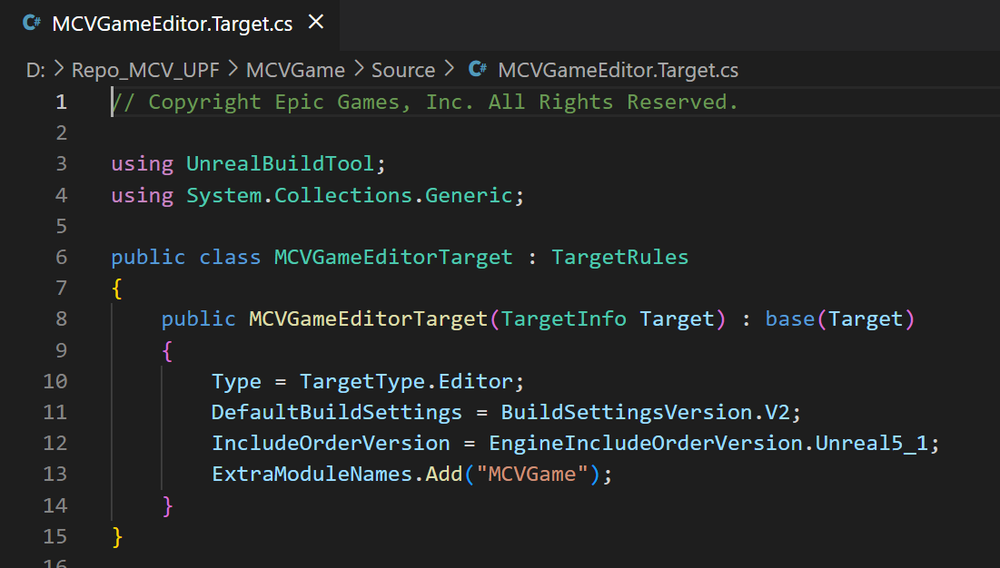 C# MCVGameEditor.Target.cs ×
D: > Repo_MCV_UPF > MCVGame > Source > C# MCVGameEditor.Target.cs
1 // Copyright Epic Games, Inc. All Rights Reserved.
2
3 using UnrealBuildTool;
4 using System.Collections.Generic;
5
6 public class MCVGameEditorTarget : TargetRules
7 {
8     public MCVGameEditorTarget(TargetInfo Target) : base(Target)
9     {
10         Type = TargetType.Editor;
11         DefaultBuildSettings = BuildSettingsVersion.V2;
12         IncludeOrderVersion = EngineIncludeOrderVersion.Unreal5_1;
13         ExtraModuleNames.Add("MCVGame");
14     }
15 }
16